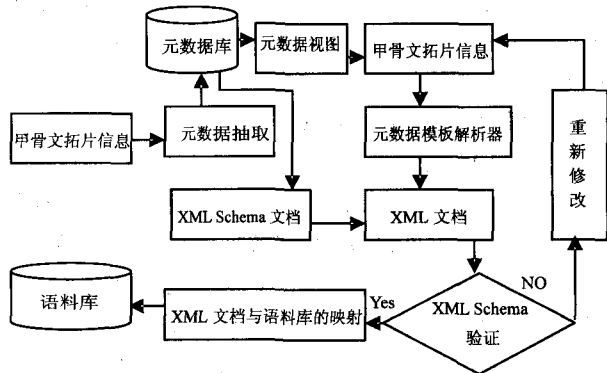 元数据库
元数据视图
甲骨文拓片信息
甲骨文拓片信息
元数据抽取
元数据模板解析器
重新修改
XML Schema 文档
XML 文档
语料库
XML 文档与语料库的映射
Yes
XML Schema
验证
NO